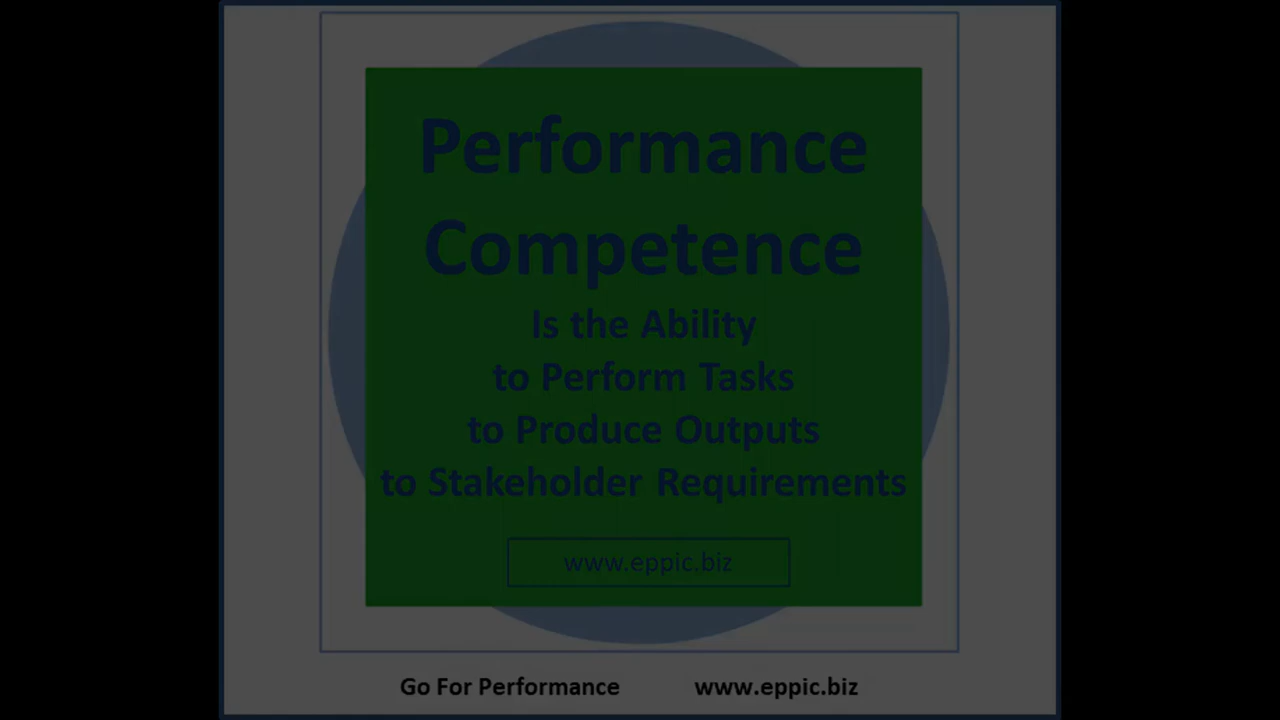 Performance
Competence
Is the Ability
to Perform Tasks
to Produce Outputs
to Stakeholder Requirements
www.eppic.biz
Go For Performance www.eppic.biz